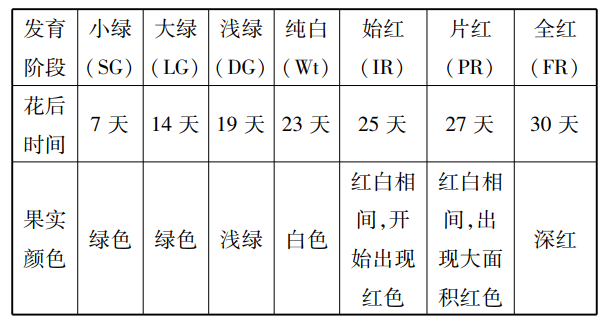 发育阶段 小绿(SG) 大绿(LG) 浅绿(DG) 纯白(Wt) 始红(IR) 片红(PR) 全红(FR)
花后时间 7 天 14 天 19 天 23 天 25 天 27 天 30 天
果实颜色 绿色 绿色 浅绿 白色 红白相间,开始出现红色 红白相间,出现大面积红色 深红